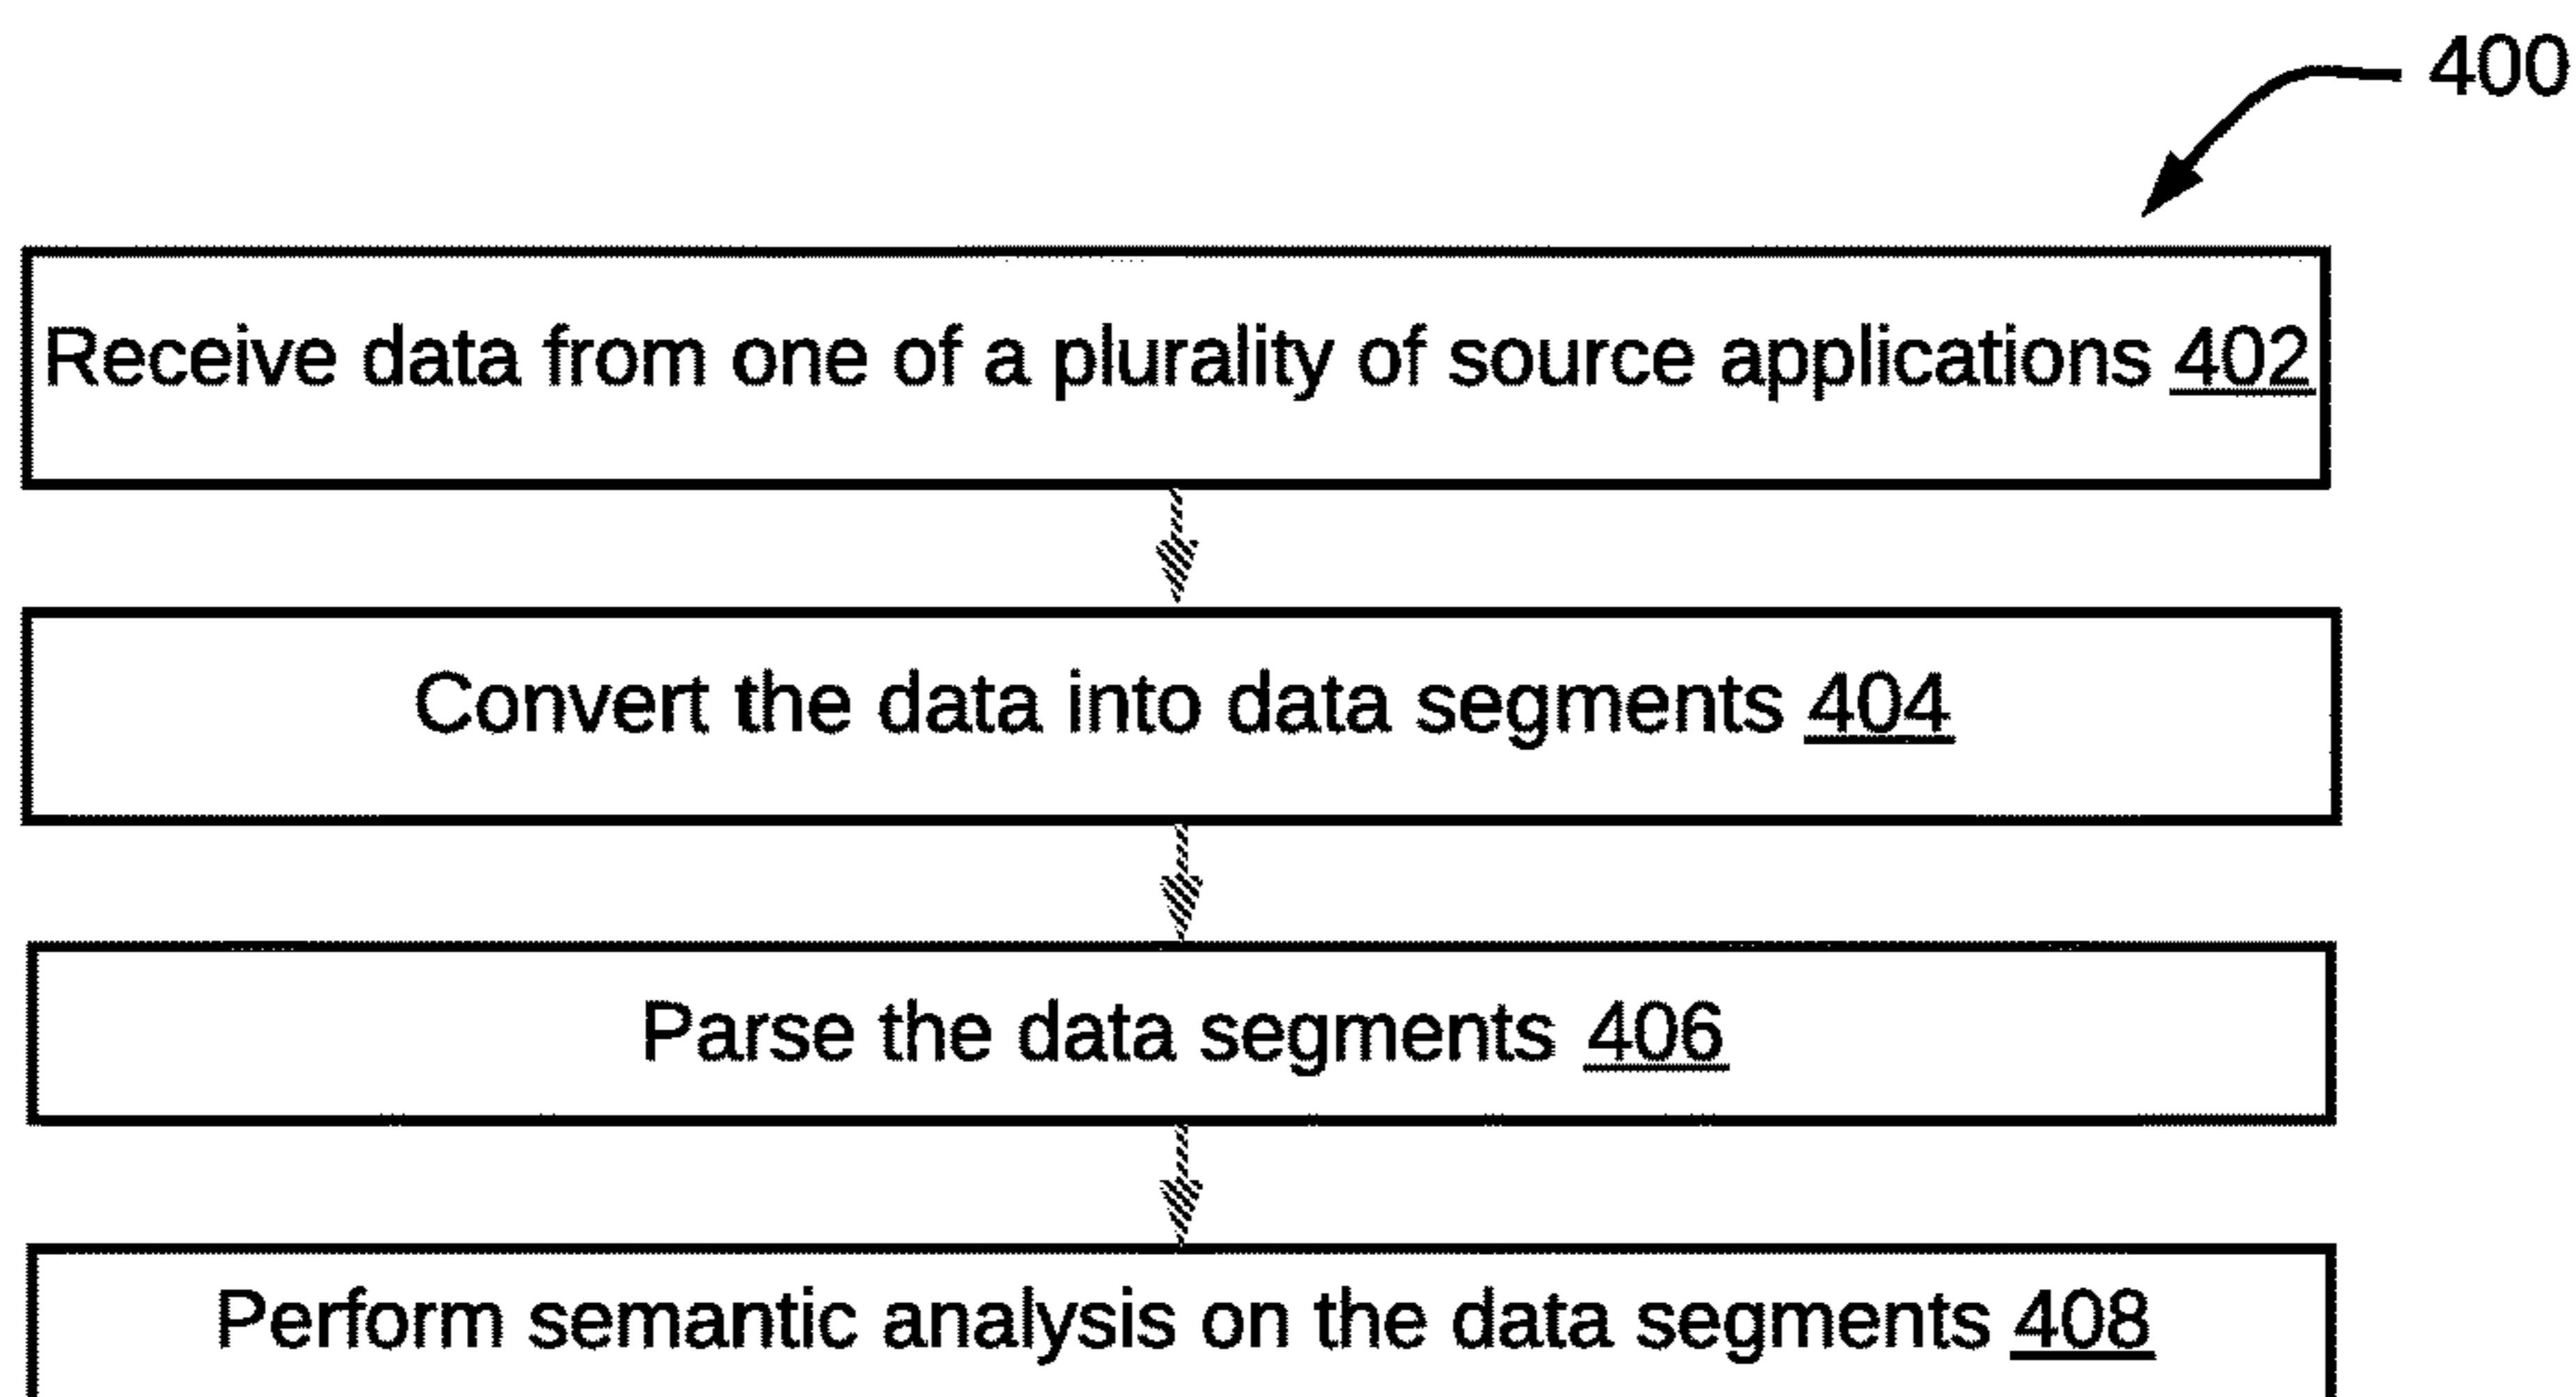 400
Receive data from one of a plurality of source applications 402
Convert the data into data segments 404
Parse the data segments 406
Perform semantic analysis on the data segments 408